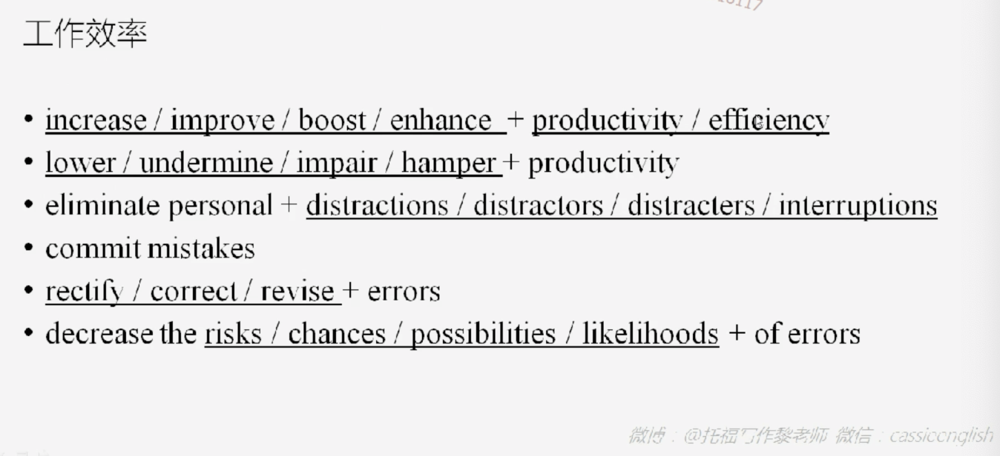 工作效率
• increase / improve / boost / enhance + productivity / efficiency
• lower / undermine / impair / hamper + productivity
• eliminate personal + distractions / distractors / distracters / interruptions
• commit mistakes
• rectify / correct / revise + errors
• decrease the risks / chances / possibilities / likelihoods + of errors
微博：@托福写作黎老师 微信：cassieenglish